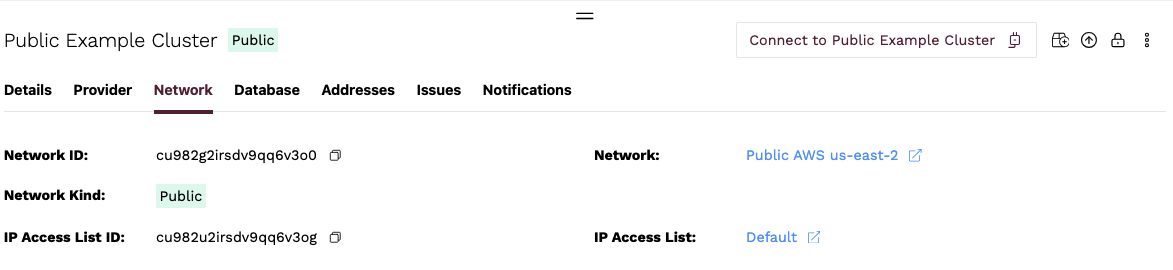 Public Example Cluster Public Connect to Public Example Cluster
Details Provider Network Database Addresses Issues Notifications
Network ID: cu982g2irsdv9qq6v3o0 Network: Public AWS us-east-2
Network Kind: Public
IP Access List ID: cu982u2irsdv9qq6v3og IP Access List: Default